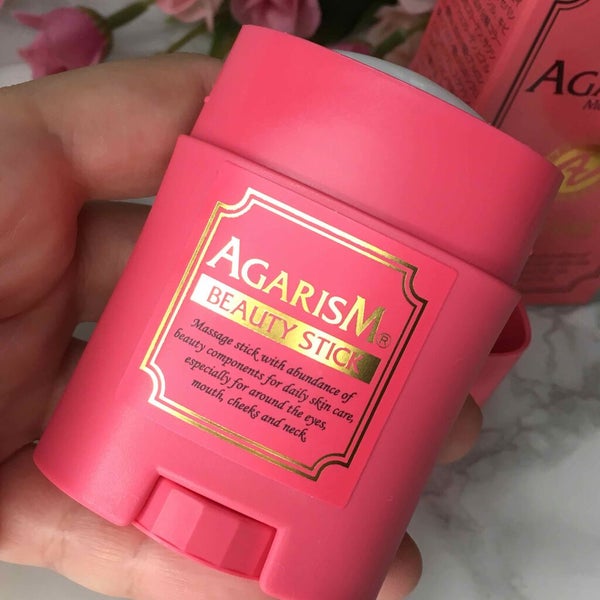 AGARISM®
BEAUTY STICK
Massage stick with abundance of
beauty components for daily skin care,
especially for around the eyes,
mouth, cheeks and neck.
AGA